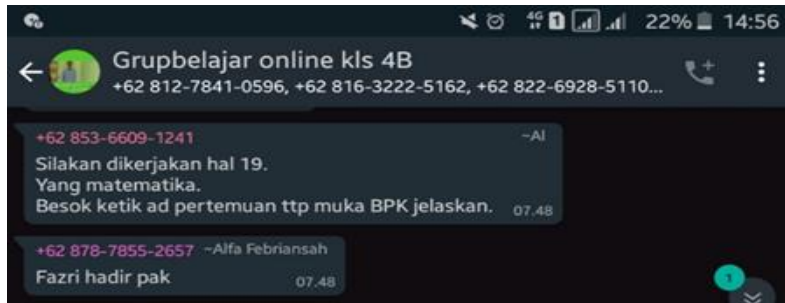 4G 1 22% 14:56
Grupbelajar online kls 4B
+62 812-7841-0596, +62 816-3222-5162, +62 822-6928-5110...
+62 853-6609-1241 ~Al
Silakan dikerjakan hal 19.
Yang matematika.
Besok ketik ad pertemuan ttp muka BPK jelaskan. 07.48
+62 878-7855-2657 ~Alfa Febriansah
Fazri hadir pak 07.48
1